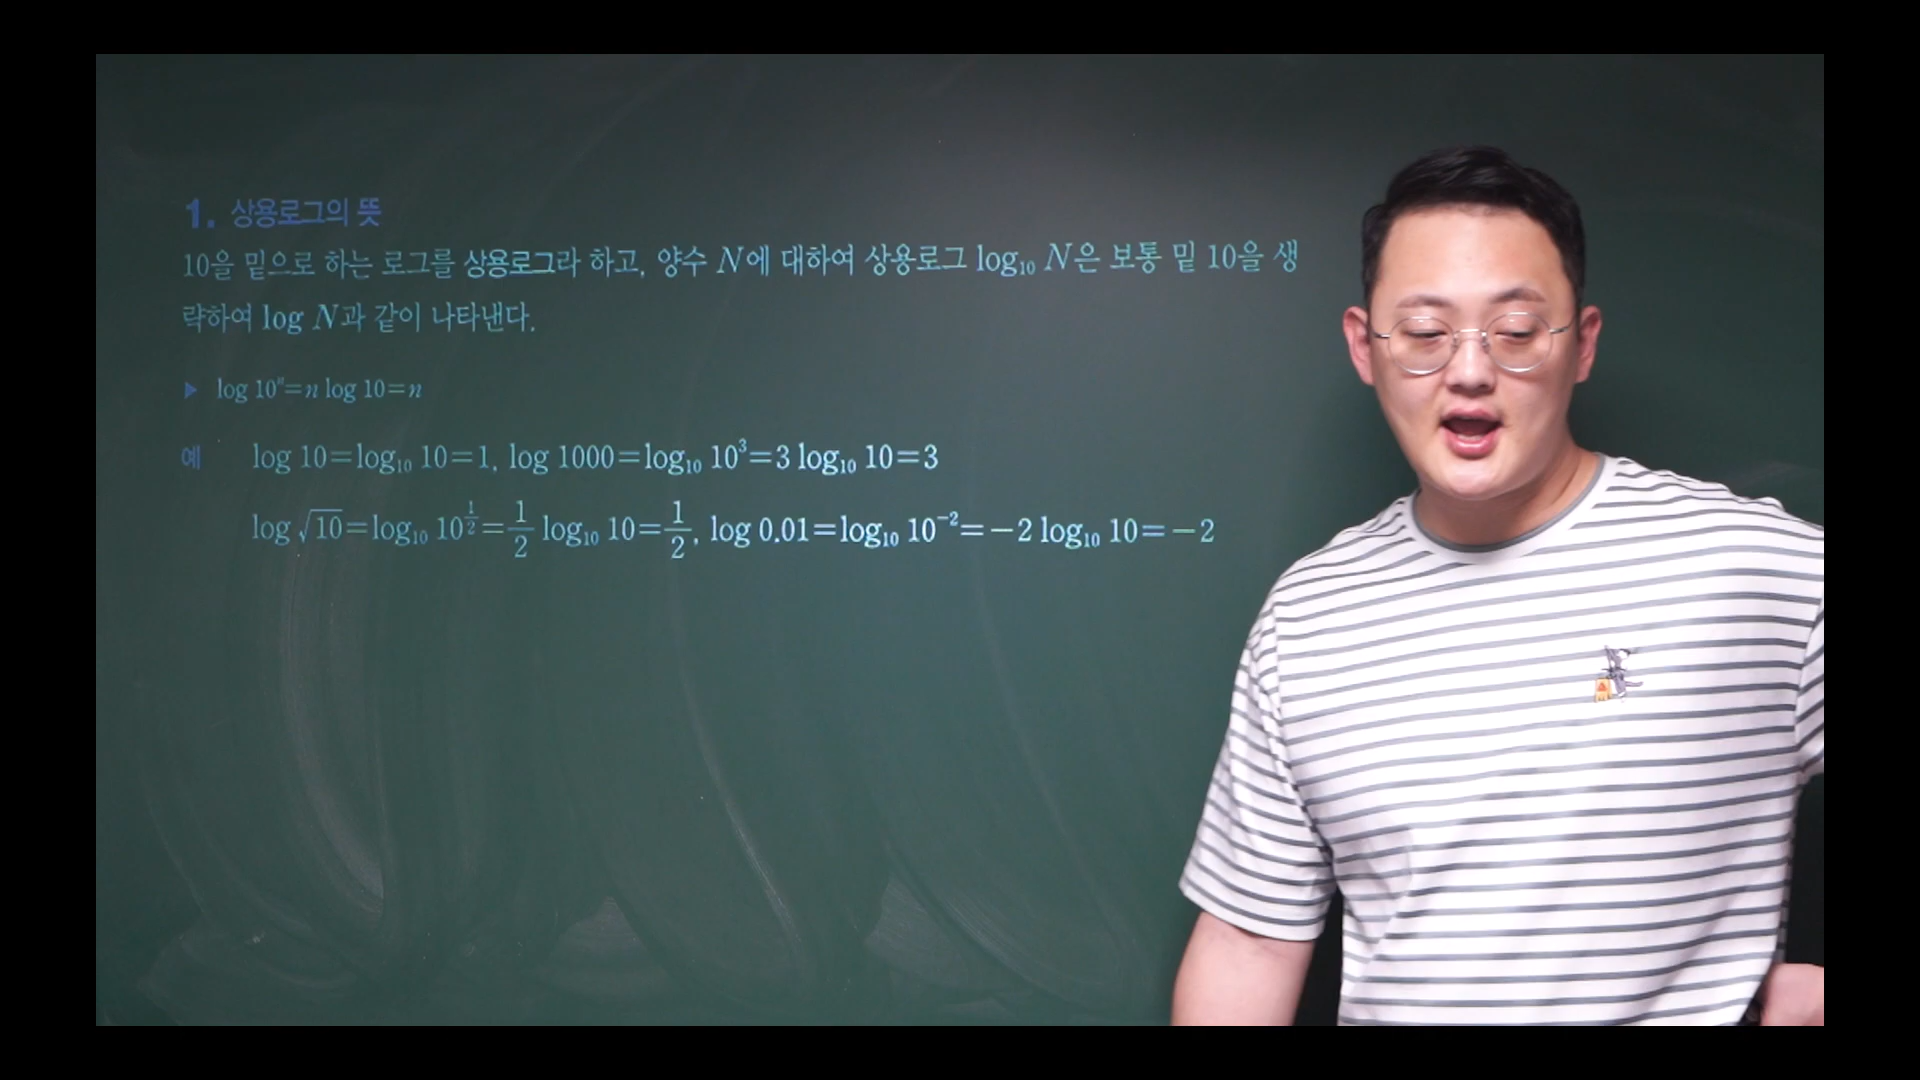 1. 상용로그의 뜻
10을 밑으로 하는 로그를 상용로그라 하고, 양수 N에 대하여 상용로그 log₁₀ N은 보통 밑 10을 생
략하여 log N과 같이 나타낸다.
▶ log 10ⁿ=n log 10=n
예 log 10=log₁₀ 10=1, log 1000=log₁₀ 10³=3 log₁₀ 10=3
log √10=log₁₀ 10^(1/2)=1/2 log₁₀ 10=1/2, log 0.01=log₁₀ 10⁻²=−2 log₁₀ 10=−2